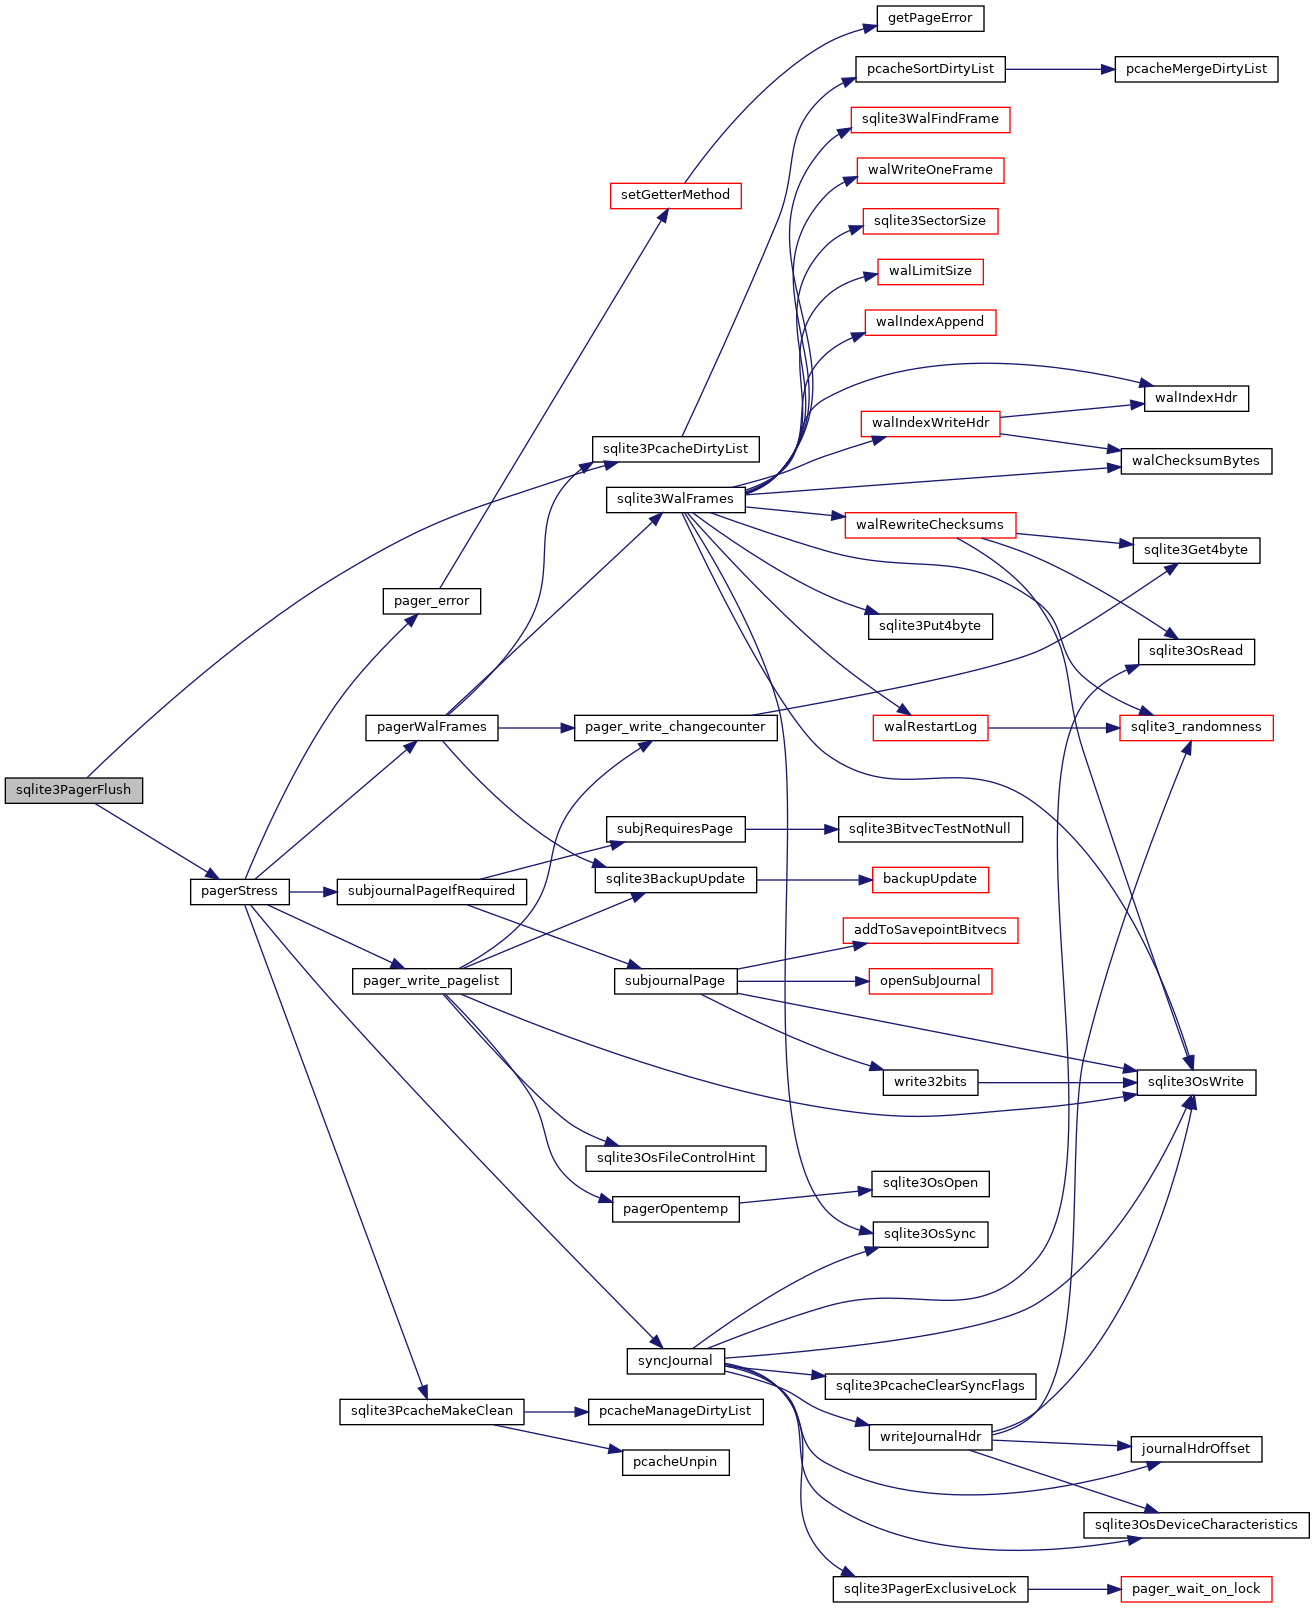 getPageError
pcacheSortDirtyList
pcacheMergeDirtyList
sqlite3WalFindFrame
walWriteOneFrame
setGetterMethod
sqlite3SectorSize
walLimitSize
walIndexAppend
walIndexHdr
walIndexWriteHdr
sqlite3PcacheDirtyList
walChecksumBytes
sqlite3WalFrames
walRewriteChecksums
sqlite3Get4byte
pager_error
sqlite3Put4byte
sqlite3OsRead
pagerWalFrames
pager_write_changecounter
walRestartLog
sqlite3_randomness
sqlite3PagerFlush
subjRequiresPage
sqlite3BitvecTestNotNull
sqlite3BackupUpdate
backupUpdate
pagerStress
subjournalPageIfRequired
addToSavepointBitvecs
pager_write_pagelist
subjournalPage
openSubJournal
write32bits
sqlite3OsWrite
sqlite3OsFileControlHint
sqlite3OsOpen
pagerOpentemp
sqlite3OsSync
syncJournal
sqlite3PcacheClearSyncFlags
sqlite3PcacheMakeClean
pcacheManageDirtyList
writeJournalHdr
journalHdrOffset
pcacheUnpin
sqlite3OsDeviceCharacteristics
sqlite3PagerExclusiveLock
pager_wait_on_lock